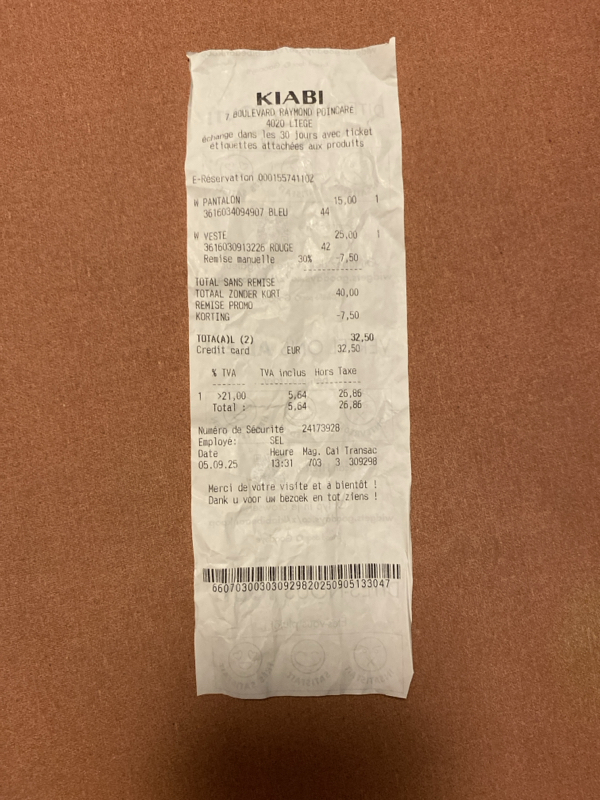 KIABI
7 BOULEVARD RAYMOND POINCARE
4020 LIEGE
échange dans les 30 jours avec ticket
étiquettes attachées aux produits
E-Réservation 000155741102
W PANTALON 15,00 1
3616034094907 BLEU 44
W VESTE 25,00 1
3616030913226 ROUGE 42
Remise manuelle 30% -7,50
TOTAL SANS REMISE
TOTAAL ZONDER KORT 40,00
REMISE PROMO
KORTING -7,50
TOTA(A)L (2) 32,50
Credit card EUR 32,50
% TVA TVA inclus Hors Taxe
1 >21,00 5,64 26,86
Total : 5,64 26,86
Numéro de Sécurité 24173928
Employé: SEL
Date Heure Mag. Cai Transac
05.09.25 13:31 703 3 309298
Merci de votre visite et à bientôt !
Dank u voor uw bezoek en tot ziens !
660703003030929820250905133047